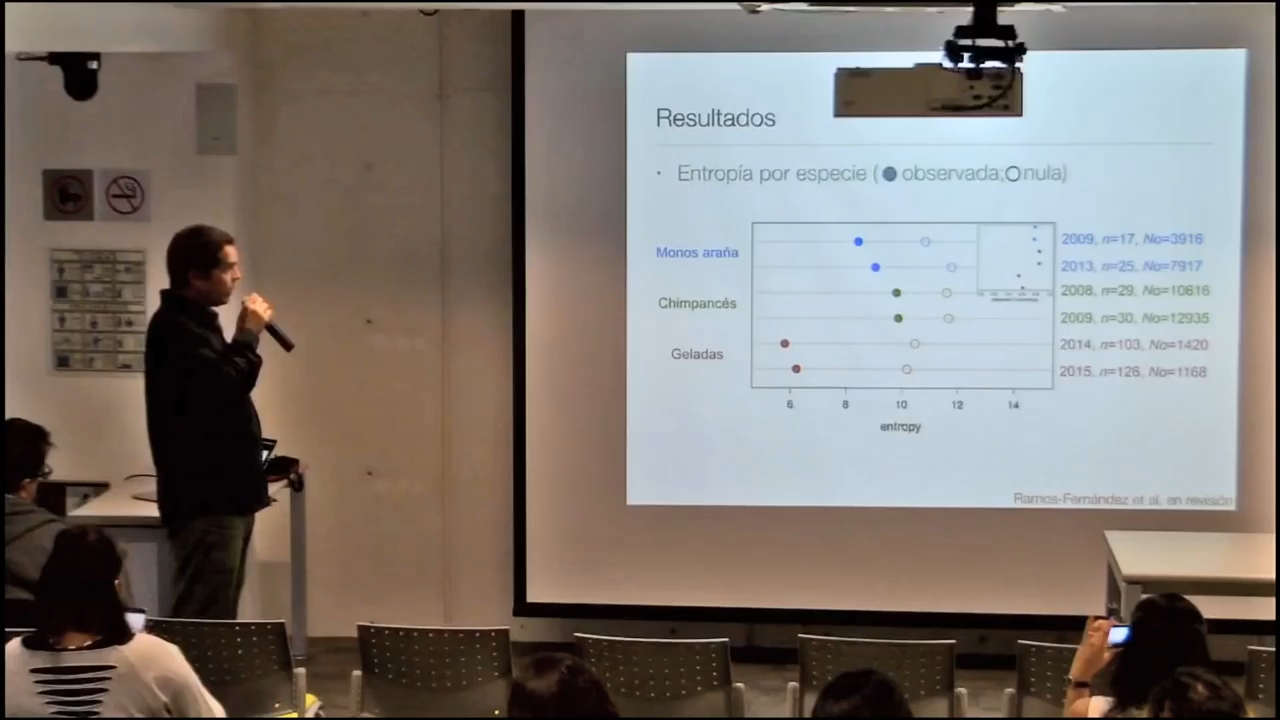 Resultados
· Entropía por especie ( observada; nula)
Monos araña
2009, n=17, No=3916
2013, n=25, No=7917
Chimpancés
2008, n=29, No=10616
2009, n=30, No=12935
Geladas
2014, n=103, No=1420
2015, n=126, No=1168
6 8 10 12 14
entropy
Ramos-Fernández et al. en revisión